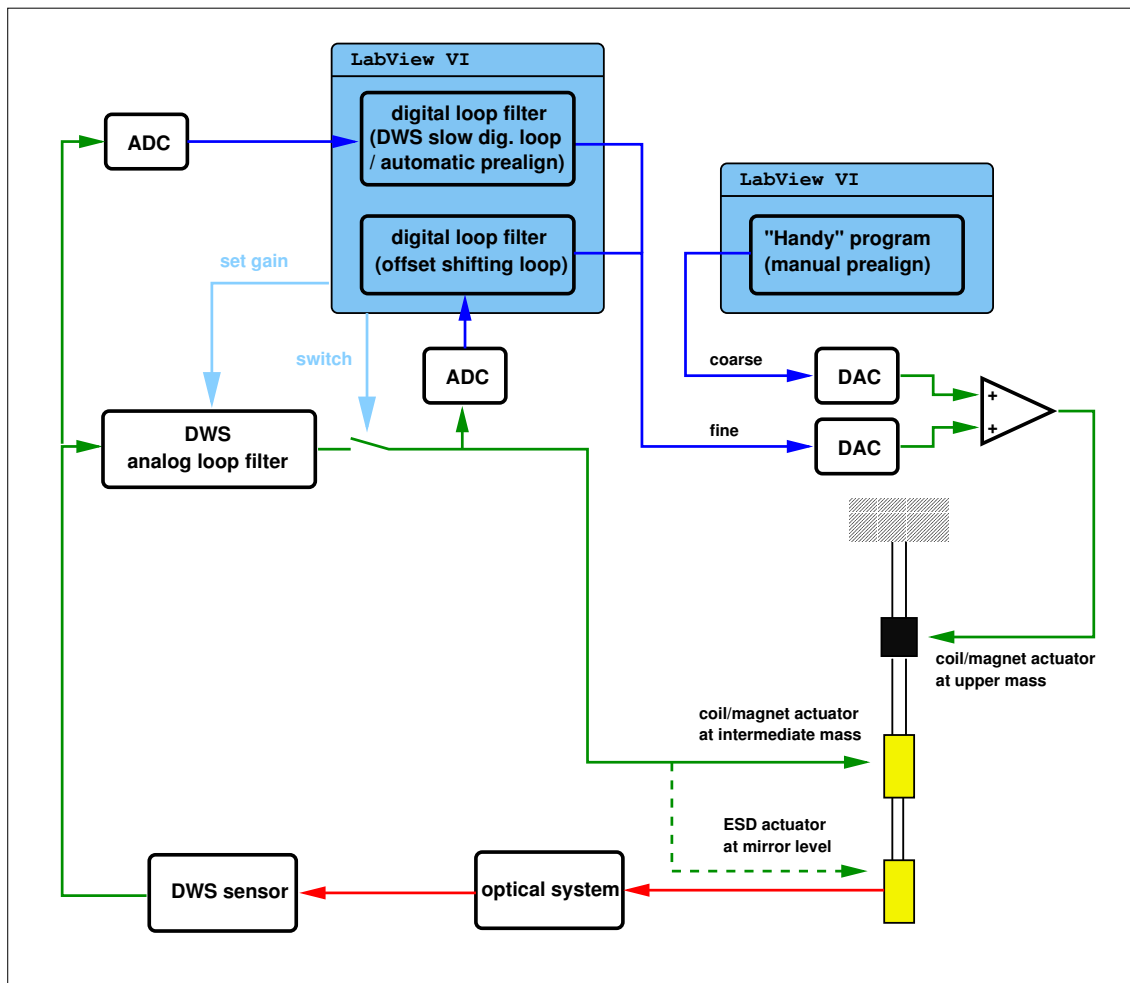 LabView VI
digital loop filter
(DWS slow dig. loop
/ automatic prealign)
ADC
LabView VI
"Handy" program
(manual prealign)
digital loop filter
(offset shifting loop)
set gain
switch
ADC
coarse
DAC
+
fine
DAC
+
DWS
analog loop filter
coil/magnet actuator
at upper mass
coil/magnet actuator
at intermediate mass
ESD actuator
at mirror level
DWS sensor
optical system